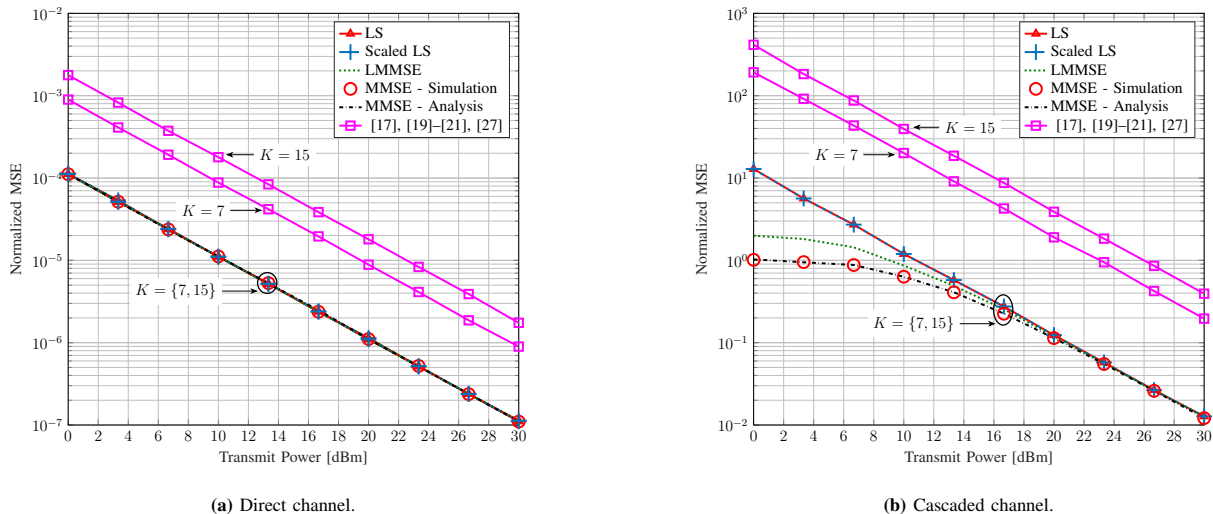 10^−2
10^−3
10^−4
10^−5
10^−6
10^−7
Normalized MSE
0 2 4 6 8 10 12 14 16 18 20 22 24 26 28 30
Transmit Power [dBm]
LS
Scaled LS
LMMSE
MMSE - Simulation
MMSE - Analysis
[17], [19]–[21], [27]
K = 15
K = 7
K = {7, 15}
(a) Direct channel.
10^3
10^2
10^1
10^0
10^−1
10^−2
Normalized MSE
0 2 4 6 8 10 12 14 16 18 20 22 24 26 28 30
Transmit Power [dBm]
LS
Scaled LS
LMMSE
MMSE - Simulation
MMSE - Analysis
[17], [19]–[21], [27]
K = 15
K = 7
K = {7, 15}
(b) Cascaded channel.